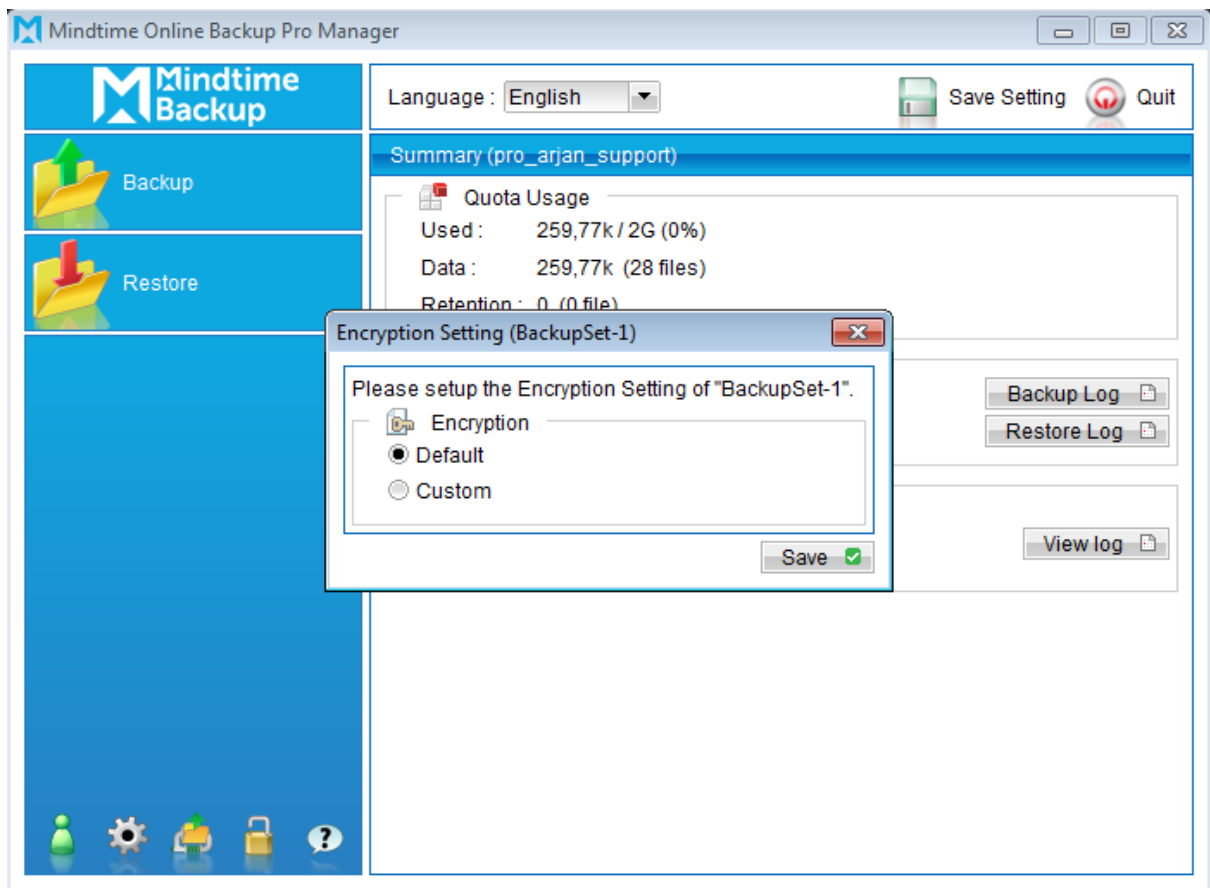 Mindtime Online Backup Pro Manager
Mindtime
Backup
Language : English
Save Setting
Quit
Backup
Restore
Summary (pro_arjan_support)
Quota Usage
Used : 259,77k / 2G (0%)
Data : 259,77k (28 files)
Retention : 0 (0 file)
Encryption Setting (BackupSet-1)
Please setup the Encryption Setting of "BackupSet-1".
Encryption
Default
Custom
Save
Backup Log
Restore Log
View log